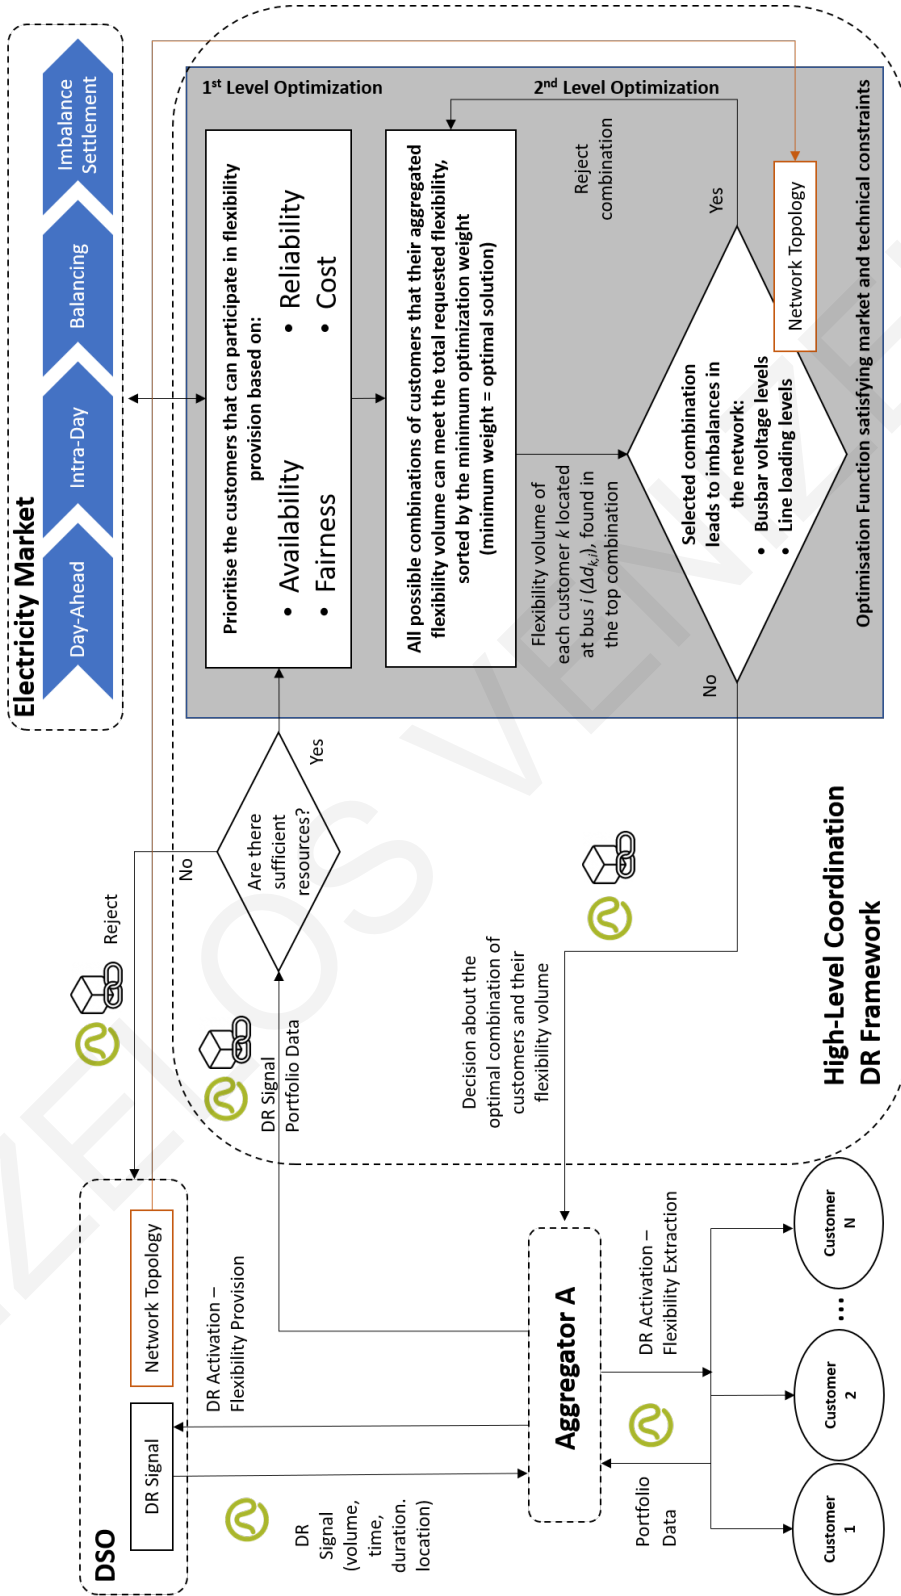 DSO
DR Signal
Network Topology
Electricity Market
Day-Ahead
Intra-Day
Balancing
Imbalance
Settlement
Reject
No
Are there
sufficient
resources?
Yes
DR Signal
Portfolio Data
DR
Signal
(volume,
time,
duration.
location)
DR Activation –
Flexibility Provision
1st Level Optimization
Prioritise the customers that can participate in flexibility
provision based on:
• Availability
• Fairness
• Reliability
• Cost
All possible combinations of customers that their aggregated
flexibility volume can meet the total requested flexibility,
sorted by the minimum optimization weight
(minimum weight = optimal solution)
2nd Level Optimization
Flexibility volume of
each customer k located
at bus i (Δdk,i), found in
the top combination
Reject
combination
Selected combination
leads to imbalances in
the network:
• Busbar voltage levels
• Line loading levels
No
Yes
Network Topology
Optimisation Function satisfying market and technical constraints
Decision about the
optimal combination of
customers and their
flexibility volume
High-Level Coordination
DR Framework
Aggregator A
Portfolio
Data
DR Activation –
Flexibility Extraction
Customer
1
Customer
2
...
Customer
N
ZELOS VENIZE